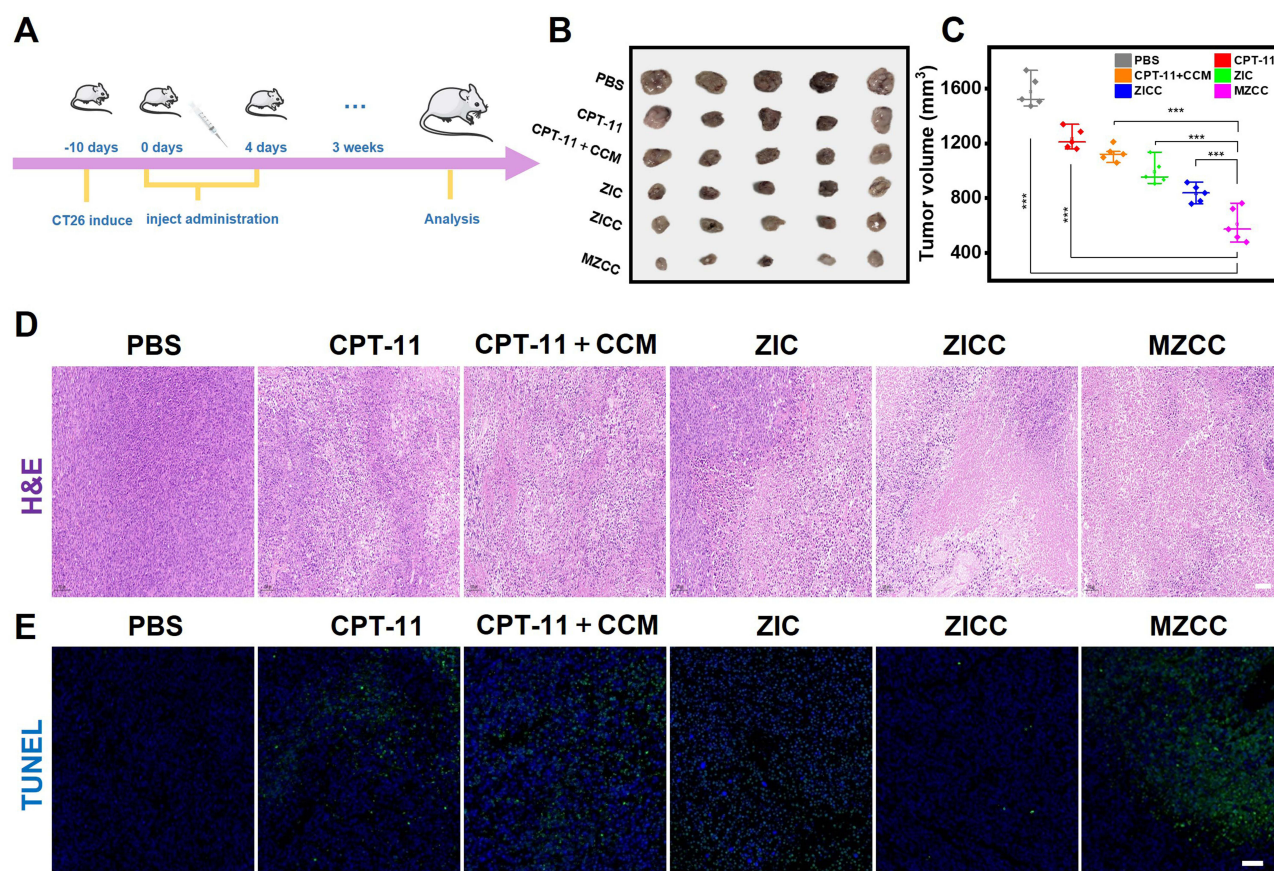 A
-10 days
0 days
4 days
...
3 weeks
CT26 induce
inject administration
Analysis
B
PBS
CPT-11
CPT-11 + CCM
ZIC
ZICC
MZCC
C
Tumor volume (mm³)
1600
1200
800
400
PBS
CPT-11
CPT-11+CCM
ZIC
ZICC
MZCC
***
***
***
***
***
D
PBS
CPT-11
CPT-11 + CCM
ZIC
ZICC
MZCC
H&E
E
PBS
CPT-11
CPT-11 + CCM
ZIC
ZICC
MZCC
TUNEL